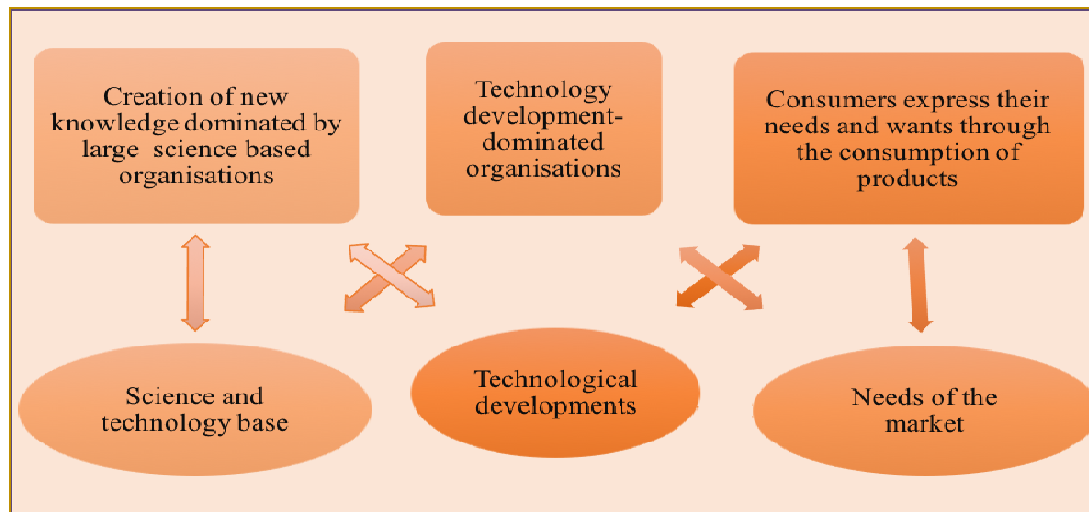 Creation of new
knowledge dominated by
large science based
organisations
Technology
development-
dominated
organisations
Consumers express their
needs and wants through
the consumption of
products
Science and
technology base
Technological
developments
Needs of the
market